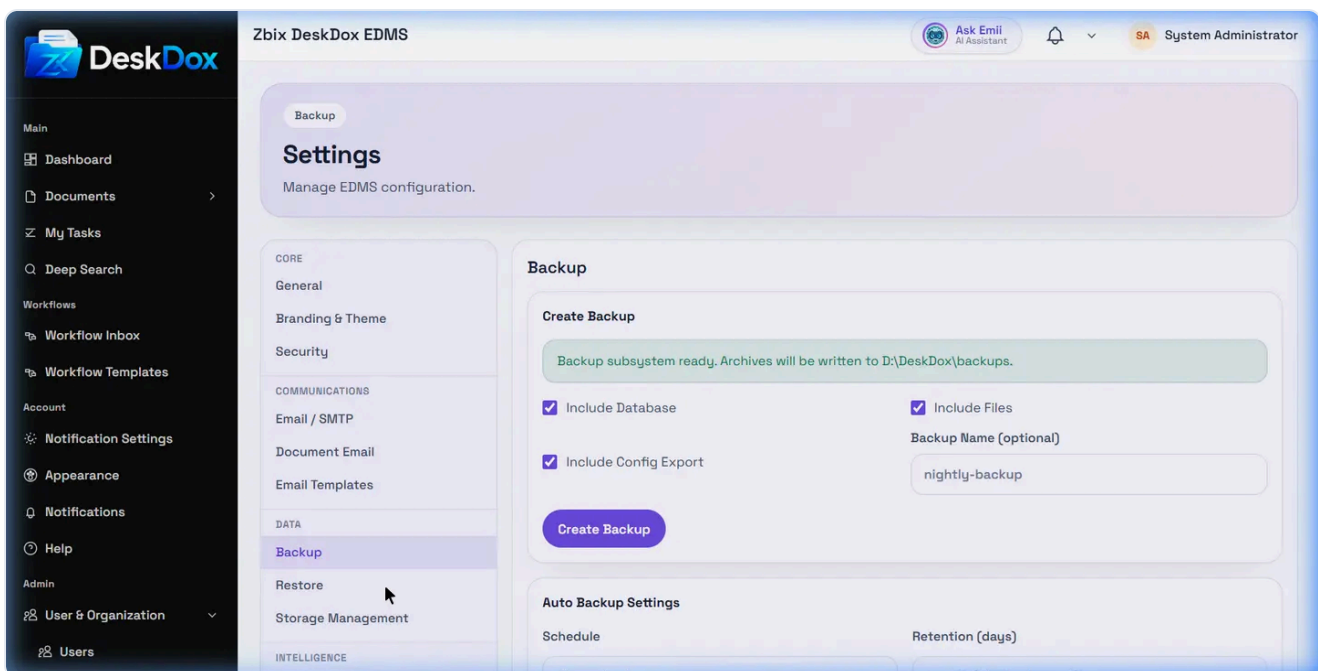 DeskDox
Zbix DeskDox EDMS
Ask Emii
AI Assistant
SA
System Administrator
Main
Dashboard
Documents
My Tasks
Deep Search
Workflows
Workflow Inbox
Workflow Templates
Account
Notification Settings
Appearance
Notifications
Help
Admin
User & Organization
Users
Backup
Settings
Manage EDMS configuration.
CORE
General
Branding & Theme
Security
COMMUNICATIONS
Email / SMTP
Document Email
Email Templates
DATA
Backup
Restore
Storage Management
INTELLIGENCE
Backup
Create Backup
Backup subsystem ready. Archives will be written to D:\DeskDox\backups.
Include Database
Include Files
Include Config Export
Backup Name (optional)
nightly-backup
Create Backup
Auto Backup Settings
Schedule
Retention (days)